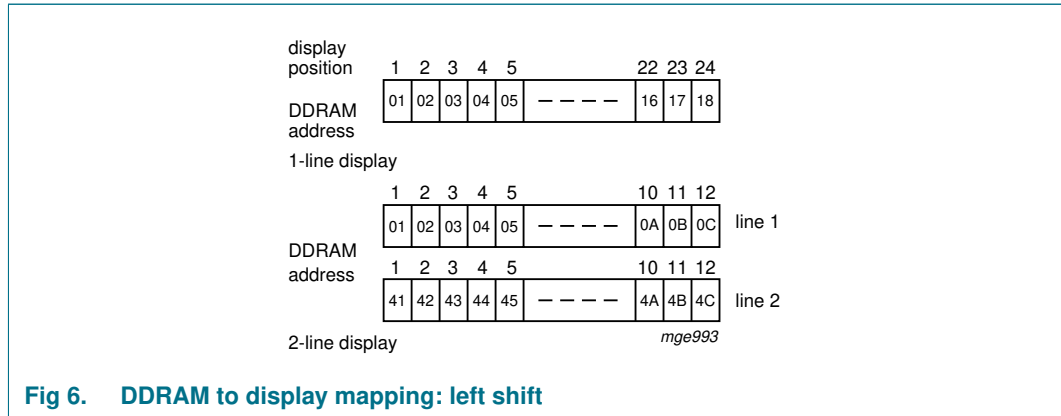 display
position 1 2 3 4 5 22 23 24
01 02 03 04 05 16 17 18
DDRAM
address
1-line display
1 2 3 4 5 10 11 12
01 02 03 04 05 0A 0B 0C line 1
DDRAM
address
1 2 3 4 5 10 11 12
41 42 43 44 45 4A 4B 4C line 2
2-line display
mge993
Fig 6. DDRAM to display mapping: left shift